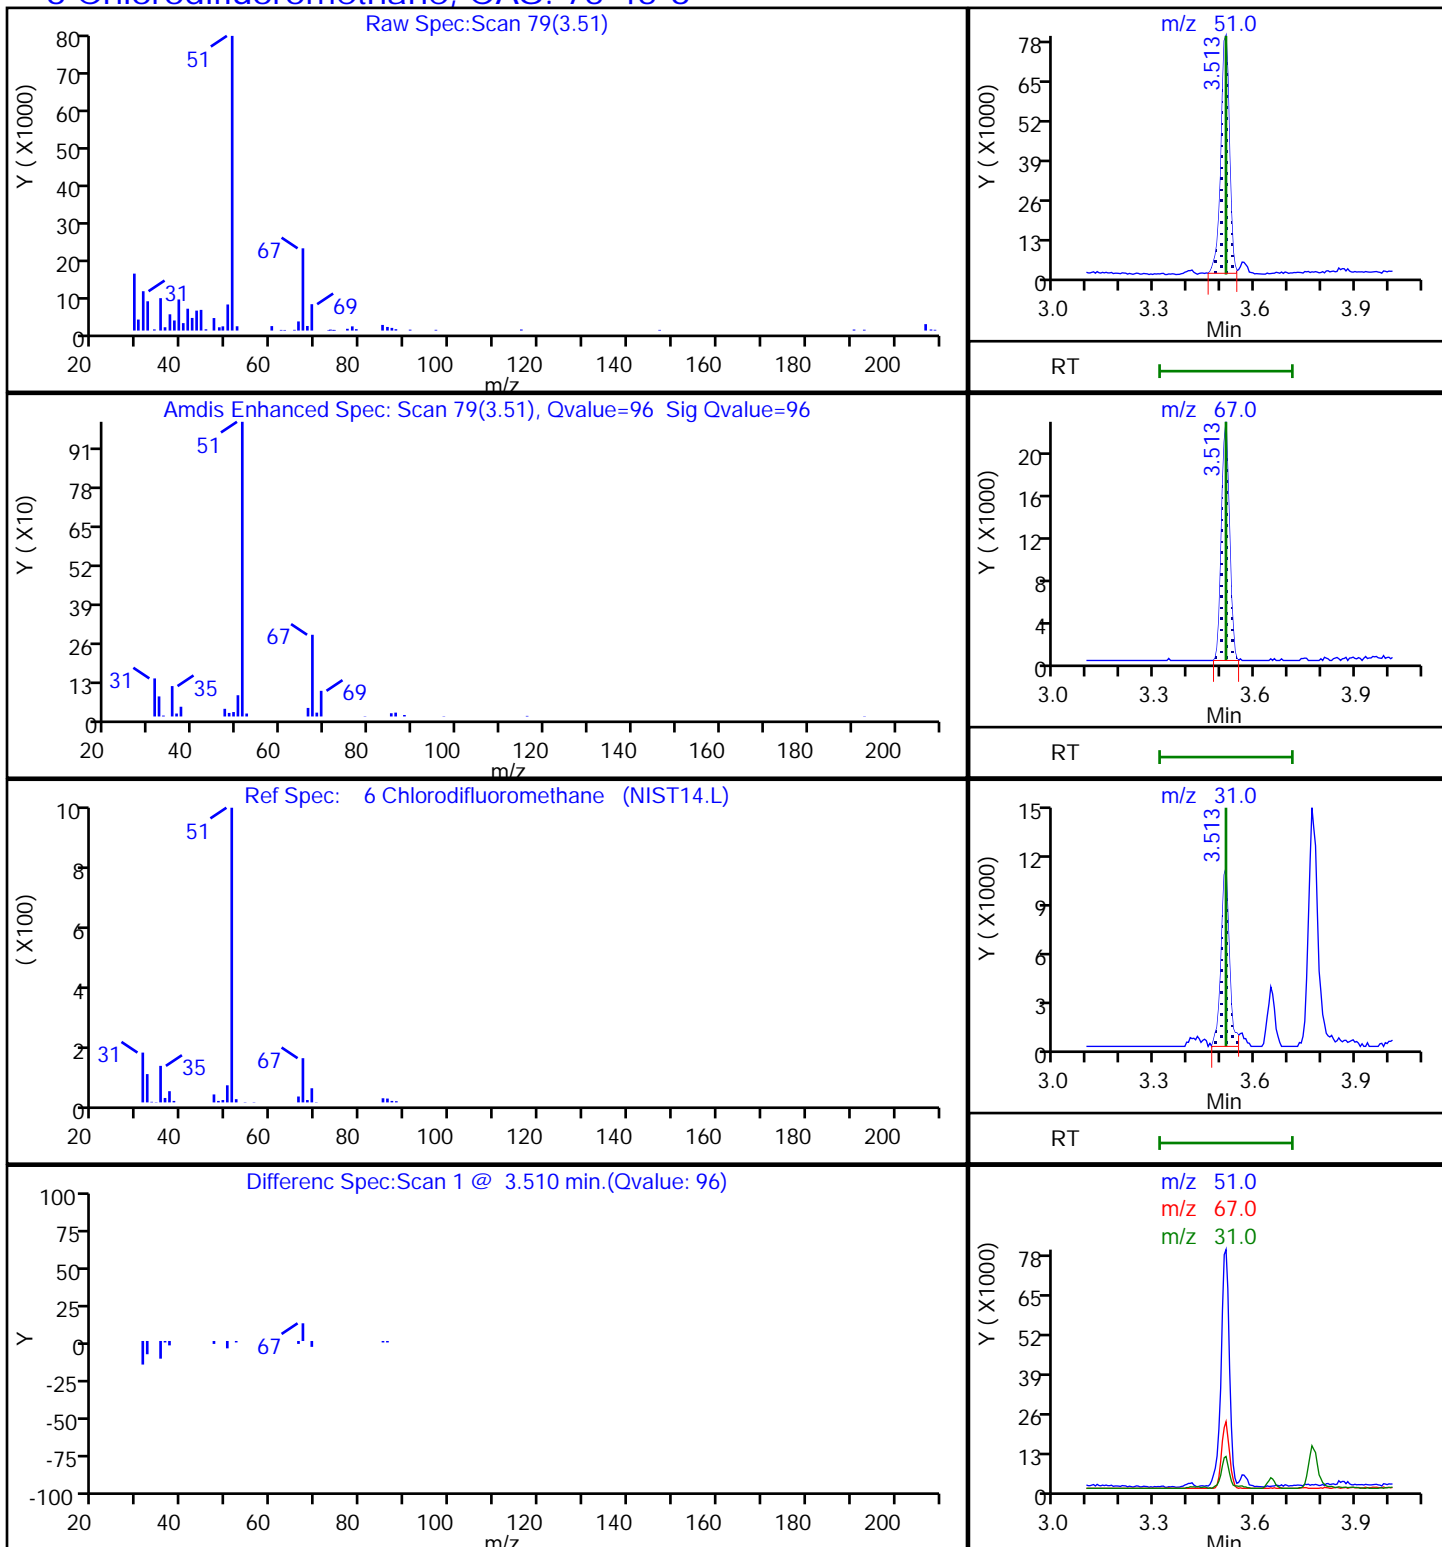 6 Chlorodifluoromethane, CAS: 75-45-6
Raw Spec:Scan 79(3.51)
80
70
60
50
40
30
20
10
0
Y ( X1000)
51
67
31
69
20 40 60 80 100 120 140 160 180 200
m/z
m/z 51.0
78
65
52
39
26
13
0
Y ( X1000)
3.513
3.0 3.3 3.6 3.9
Min
RT
Amdis Enhanced Spec: Scan 79(3.51), Qvalue=96 Sig Qvalue=96
91
78
65
52
39
26
13
0
Y ( X10)
51
67
31
35
69
20 40 60 80 100 120 140 160 180 200
m/z
m/z 67.0
20
16
12
8
4
0
Y ( X1000)
3.513
3.0 3.3 3.6 3.9
Min
RT
Ref Spec: 6 Chlorodifluoromethane (NIST14.L)
10
8
6
4
2
0
( X100)
51
31
35
67
20 40 60 80 100 120 140 160 180 200
m/z 31.0
15
12
9
6
3
0
Y ( X1000)
3.513
3.0 3.3 3.6 3.9
Min
RT
Differenc Spec:Scan 1 @ 3.510 min.(Qvalue: 96)
100
75
50
25
0
-25
-50
-75
-100
Y
67
20 40 60 80 100 120 140 160 180 200
m/z
m/z 51.0
m/z 67.0
m/z 31.0
78
65
52
39
26
13
0
Y ( X1000)
3.0 3.3 3.6 3.9
Min